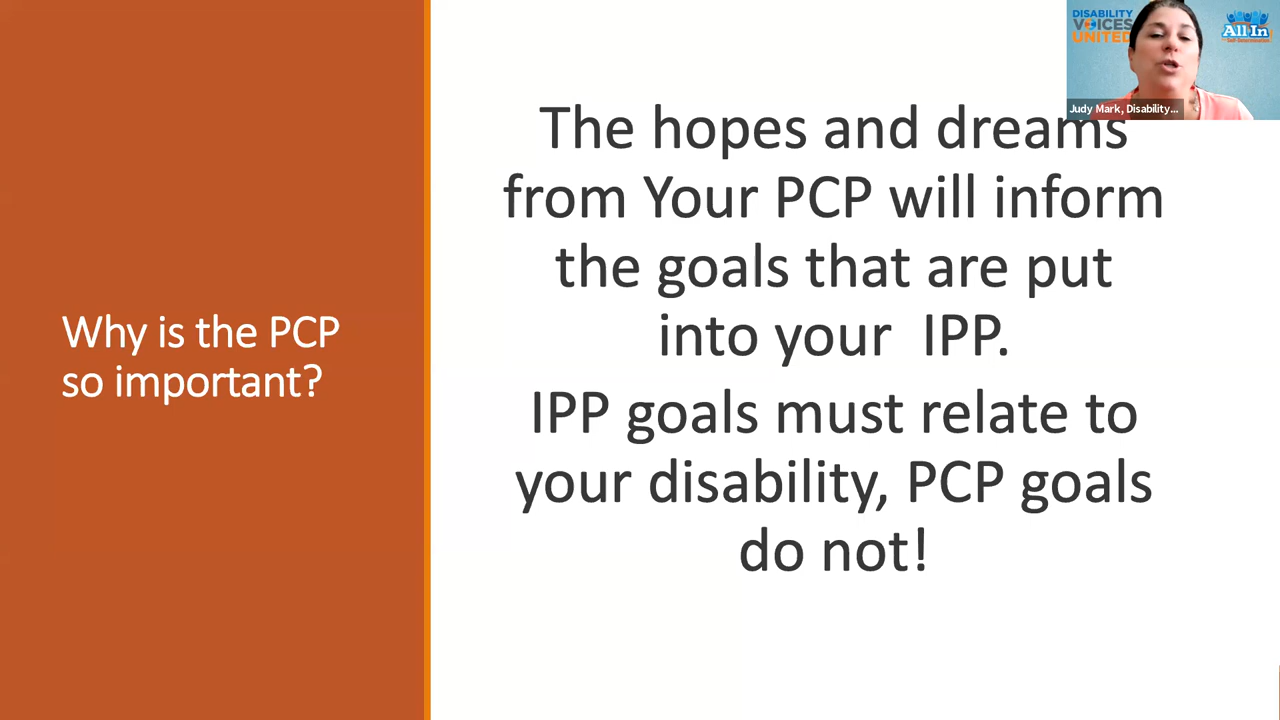 Why is the PCP
so important?
The hopes and dreams
from Your PCP will inform
the goals that are put
into your IPP.
IPP goals must relate to
your disability, PCP goals
do not!
DISABILITY
VOICES
UNITED
All In
Self-Determination
Judy Mark, Disability...